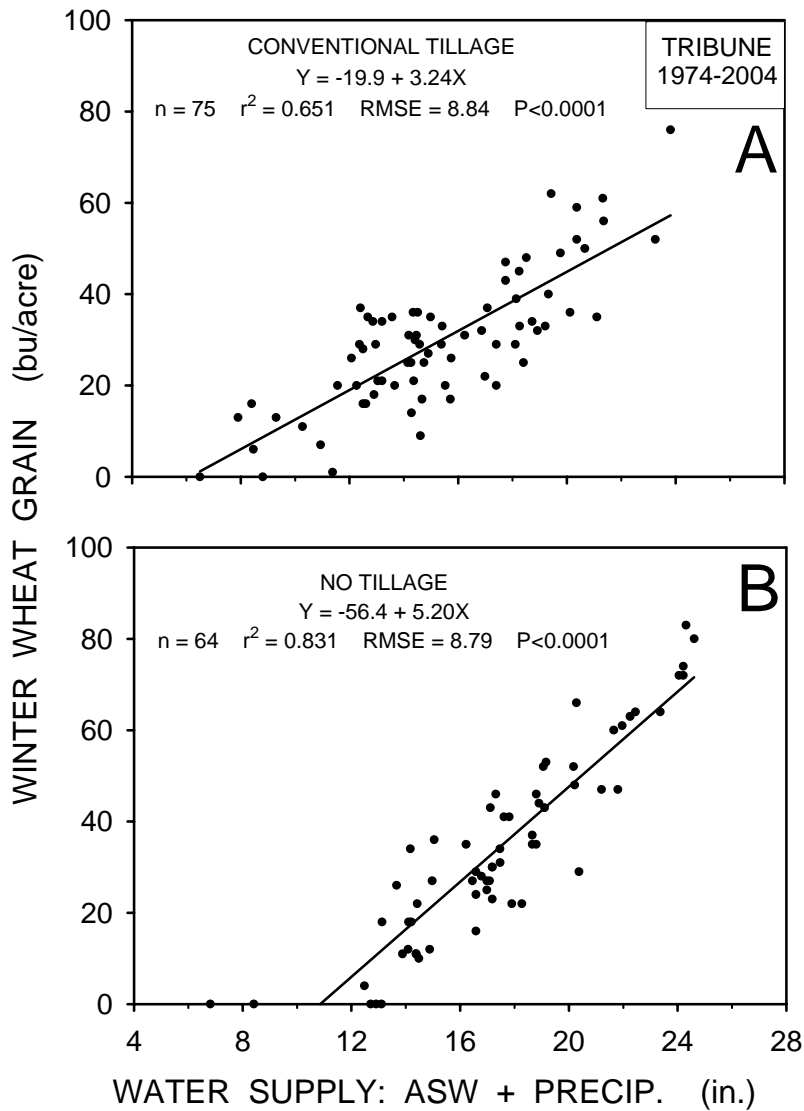 WINTER WHEAT GRAIN (bu/acre)
100
80
60
40
20
0
CONVENTIONAL TILLAGE
Y = -19.9 + 3.24X
n = 75 r² = 0.651 RMSE = 8.84 P<0.0001
TRIBUNE
1974-2004
A
100
80
60
40
20
0
NO TILLAGE
Y = -56.4 + 5.20X
n = 64 r² = 0.831 RMSE = 8.79 P<0.0001
B
4 8 12 16 20 24 28
WATER SUPPLY: ASW + PRECIP. (in.)